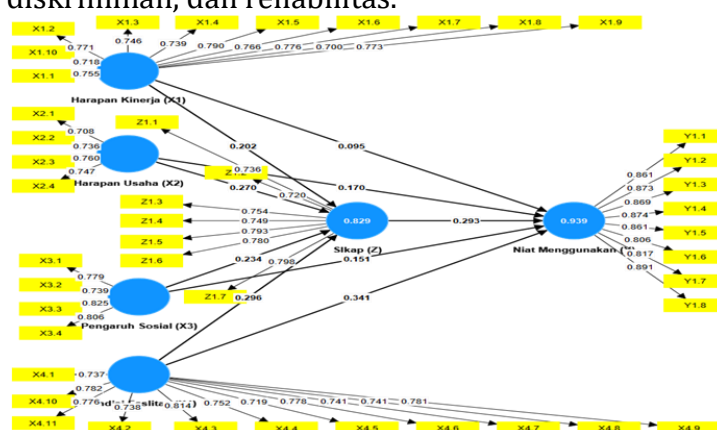 diskriminan, dan reliabilitas.
X1.3 X1.4 X1.5 X1.6 X1.7 X1.8 X1.9
X1.2
X1.10
X1.1
0.771 0.746 0.739 0.790 0.766 0.776 0.700 0.773
0.718
0.755
Harapan Kinerja (X1)
X2.1
X2.2
X2.3
X2.4
0.708
0.736
0.760
0.747
Harapan Usaha (X2)
Z1.1
0.202
0.095
0.736
0.720
0.270
0.170
Z1.3
Z1.4
Z1.5
Z1.6
0.754
0.749
0.793
0.780
0.829
SIkap (Z)
0.293
0.939
Niat Menggunakan
Y1.1
Y1.2
Y1.3
Y1.4
Y1.5
Y1.6
Y1.7
Y1.8
0.861
0.873
0.869
0.874
0.861
0.806
0.817
0.891
0.234
0.151
0.798
Z1.7
0.296
0.341
X3.1
X3.2
X3.3
X3.4
0.779
0.739
0.825
0.806
Pengaruh Sosial (X3)
X4.1
X4.10
X4.11
0.737
0.782
0.776
0.738 0.814 0.752 0.719 0.778 0.741 0.741 0.781
X4.2 X4.3 X4.4 X4.5 X4.6 X4.7 X4.8 X4.9